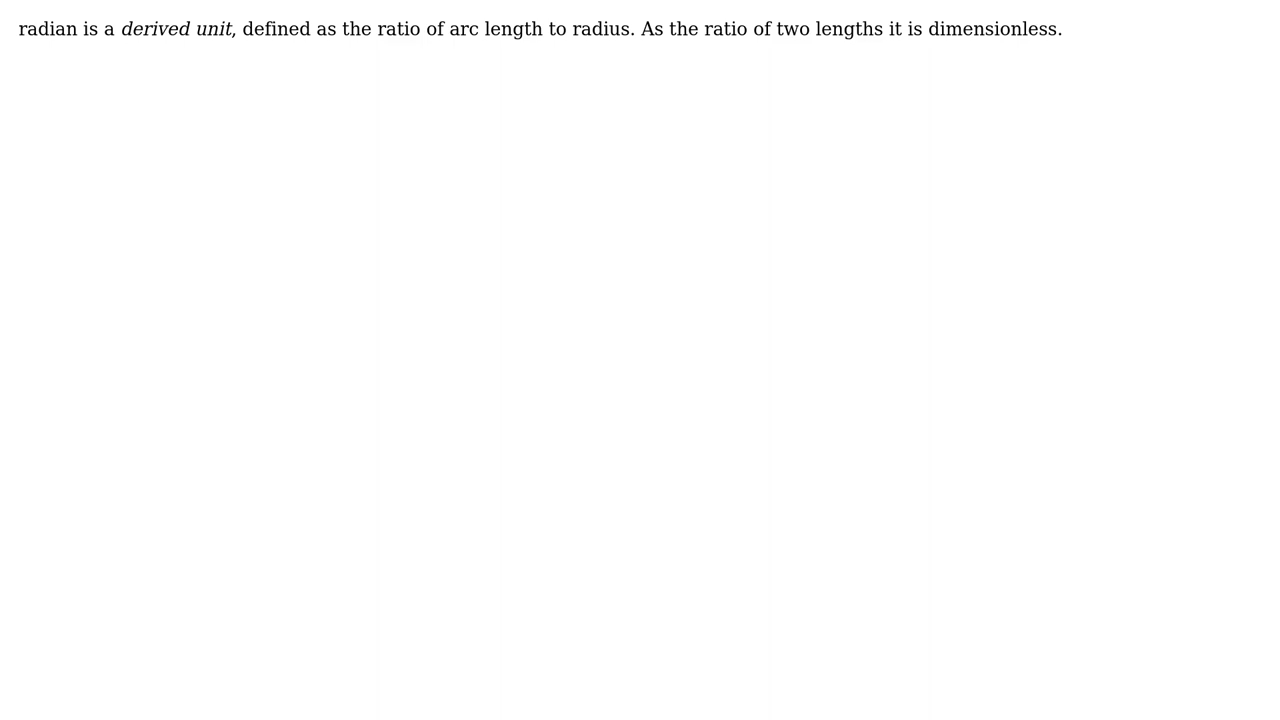 radian is a derived unit, defined as the ratio of arc length to radius. As the ratio of two lengths it is dimensionless.